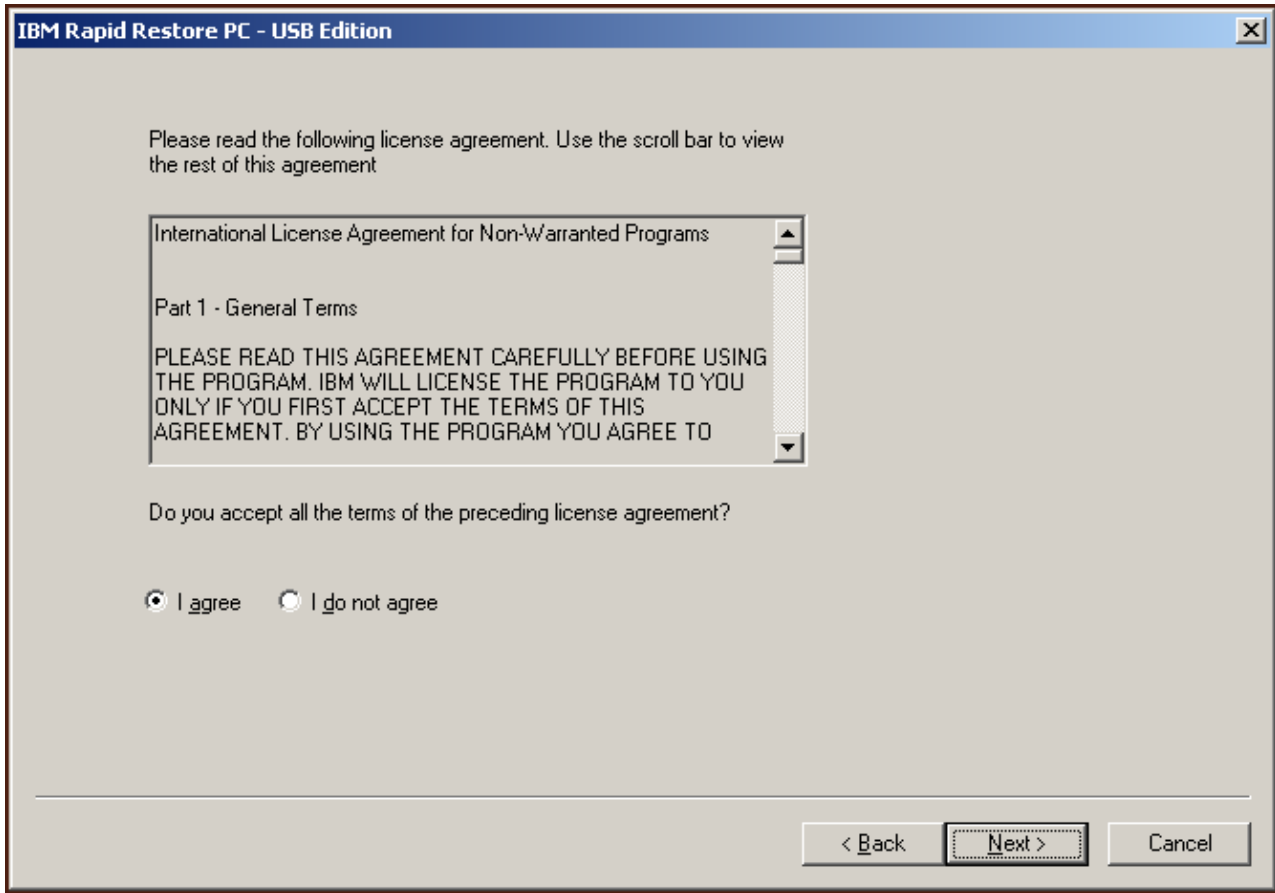 IBM Rapid Restore PC - USB Edition
Please read the following license agreement. Use the scroll bar to view
the rest of this agreement
International License Agreement for Non-Warranted Programs
Part 1 - General Terms
PLEASE READ THIS AGREEMENT CAREFULLY BEFORE USING
THE PROGRAM. IBM WILL LICENSE THE PROGRAM TO YOU
ONLY IF YOU FIRST ACCEPT THE TERMS OF THIS
AGREEMENT. BY USING THE PROGRAM YOU AGREE TO
Do you accept all the terms of the preceding license agreement?
I agree I do not agree
< Back Next > Cancel